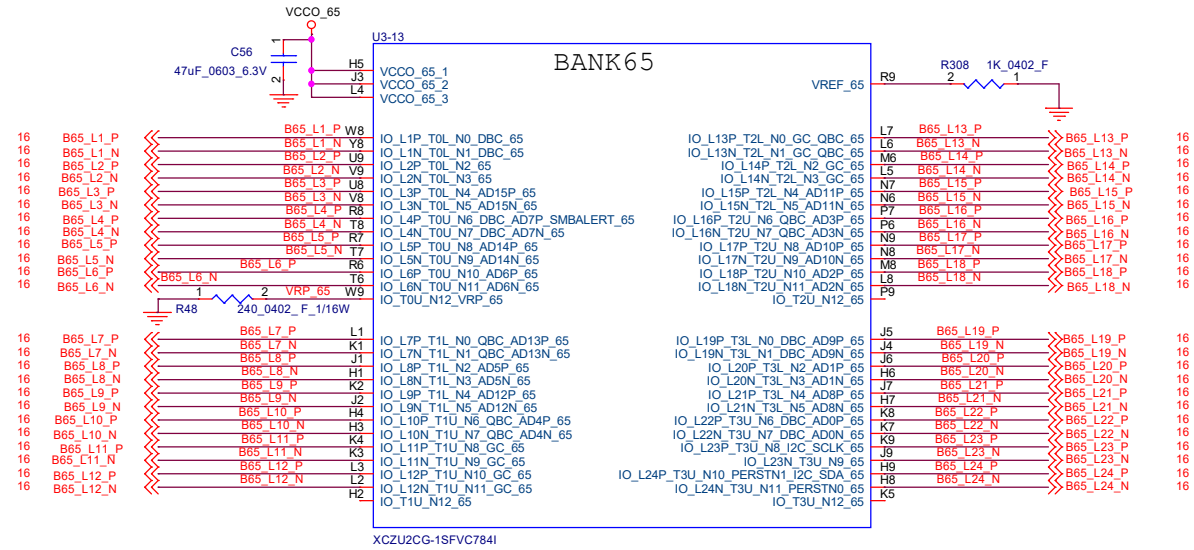 VCCO_65
U3-13
BANK65
C56
47uF_0603_6.3V
1
2
H5 VCCO_65_1
J3 VCCO_65_2
L4 VCCO_65_3
VREF_65 R9 R308 1K_0402_F
2 1
16 B65_L1_P B65_L1_P W8 IO_L1P_T0L_N0_DBC_65 IO_L13P_T2L_N0_GC_QBC_65 L7 B65_L13_P B65_L13_P 16
16 B65_L1_N B65_L1_N Y8 IO_L1N_T0L_N1_DBC_65 IO_L13N_T2L_N1_GC_QBC_65 L6 B65_L13_N B65_L13_N 16
16 B65_L2_P B65_L2_P U9 IO_L2P_T0L_N2_65 IO_L14P_T2L_N2_GC_65 M6 B65_L14_P B65_L14_P 16
16 B65_L2_N B65_L2_N V9 IO_L2N_T0L_N3_65 IO_L14N_T2L_N3_GC_65 L5 B65_L14_N B65_L14_N 16
16 B65_L3_P B65_L3_P U8 IO_L3P_T0L_N4_AD15P_65 IO_L15P_T2L_N4_AD11P_65 N7 B65_L15_P B65_L15_P 16
16 B65_L3_N B65_L3_N V8 IO_L3N_T0L_N5_AD15N_65 IO_L15N_T2L_N5_AD11N_65 N6 B65_L15_N B65_L15_N 16
16 B65_L4_P B65_L4_P R8 IO_L4P_T0U_N6_DBC_AD7P_SMBALERT_65 IO_L16P_T2U_N6_QBC_AD3P_65 P7 B65_L16_P B65_L16_P 16
16 B65_L4_N B65_L4_N T8 IO_L4N_T0U_N7_DBC_AD7N_65 IO_L16N_T2U_N7_QBC_AD3N_65 P6 B65_L16_N B65_L16_N 16
16 B65_L5_P B65_L5_P R7 IO_L5P_T0U_N8_AD14P_65 IO_L17P_T2U_N8_AD10P_65 N9 B65_L17_P B65_L17_P 16
16 B65_L5_N B65_L5_N T7 IO_L5N_T0U_N9_AD14N_65 IO_L17N_T2U_N9_AD10N_65 N8 B65_L17_N B65_L17_N 16
16 B65_L6_P B65_L6_P R6 IO_L6P_T0U_N10_AD6P_65 IO_L18P_T2U_N10_AD2P_65 M8 B65_L18_P B65_L18_P 16
16 B65_L6_N B65_L6_N T6 IO_L6N_T0U_N11_AD6N_65 IO_L18N_T2U_N11_AD2N_65 L8 B65_L18_N B65_L18_N 16
1 2 VRP_65 W9 IO_T0U_N12_VRP_65 IO_T2U_N12_65 P9
R48 240_0402_F_1/16W
16 B65_L7_P B65_L7_P L1 IO_L7P_T1L_N0_QBC_AD13P_65 IO_L19P_T3L_N0_DBC_AD9P_65 J5 B65_L19_P B65_L19_P 16
16 B65_L7_N B65_L7_N K1 IO_L7N_T1L_N1_QBC_AD13N_65 IO_L19N_T3L_N1_DBC_AD9N_65 J4 B65_L19_N B65_L19_N 16
16 B65_L8_P B65_L8_P J1 IO_L8P_T1L_N2_AD5P_65 IO_L20P_T3L_N2_AD1P_65 J6 B65_L20_P B65_L20_P 16
16 B65_L8_N B65_L8_N H1 IO_L8N_T1L_N3_AD5N_65 IO_L20N_T3L_N3_AD1N_65 H6 B65_L20_N B65_L20_N 16
16 B65_L9_P B65_L9_P K2 IO_L9P_T1L_N4_AD12P_65 IO_L21P_T3L_N4_AD8P_65 J7 B65_L21_P B65_L21_P 16
16 B65_L9_N B65_L9_N J2 IO_L9N_T1L_N5_AD12N_65 IO_L21N_T3L_N5_AD8N_65 H7 B65_L21_N B65_L21_N 16
16 B65_L10_P B65_L10_P H4 IO_L10P_T1U_N6_QBC_AD4P_65 IO_L22P_T3U_N6_DBC_AD0P_65 K8 B65_L22_P B65_L22_P 16
16 B65_L10_N B65_L10_N H3 IO_L10N_T1U_N7_QBC_AD4N_65 IO_L22N_T3U_N7_DBC_AD0N_65 K7 B65_L22_N B65_L22_N 16
16 B65_L11_P B65_L11_P K4 IO_L11P_T1U_N8_GC_65 IO_L23P_T3U_N8_I2C_SCLK_65 K9 B65_L23_P B65_L23_P 16
16 B65_L11_N B65_L11_N K3 IO_L11N_T1U_N9_GC_65 IO_L23N_T3U_N9_65 J9 B65_L23_N B65_L23_N 16
16 B65_L12_P B65_L12_P L3 IO_L12P_T1U_N10_GC_65 IO_L24P_T3U_N10_PERSTN1_I2C_SDA_65 H9 B65_L24_P B65_L24_P 16
16 B65_L12_N B65_L12_N L2 IO_L12N_T1U_N11_GC_65 IO_L24N_T3U_N11_PERSTN0_65 H8 B65_L24_N B65_L24_N 16
H2 IO_T1U_N12_65 IO_T3U_N12_65 K5
XCZU2CG-1SFVC784I